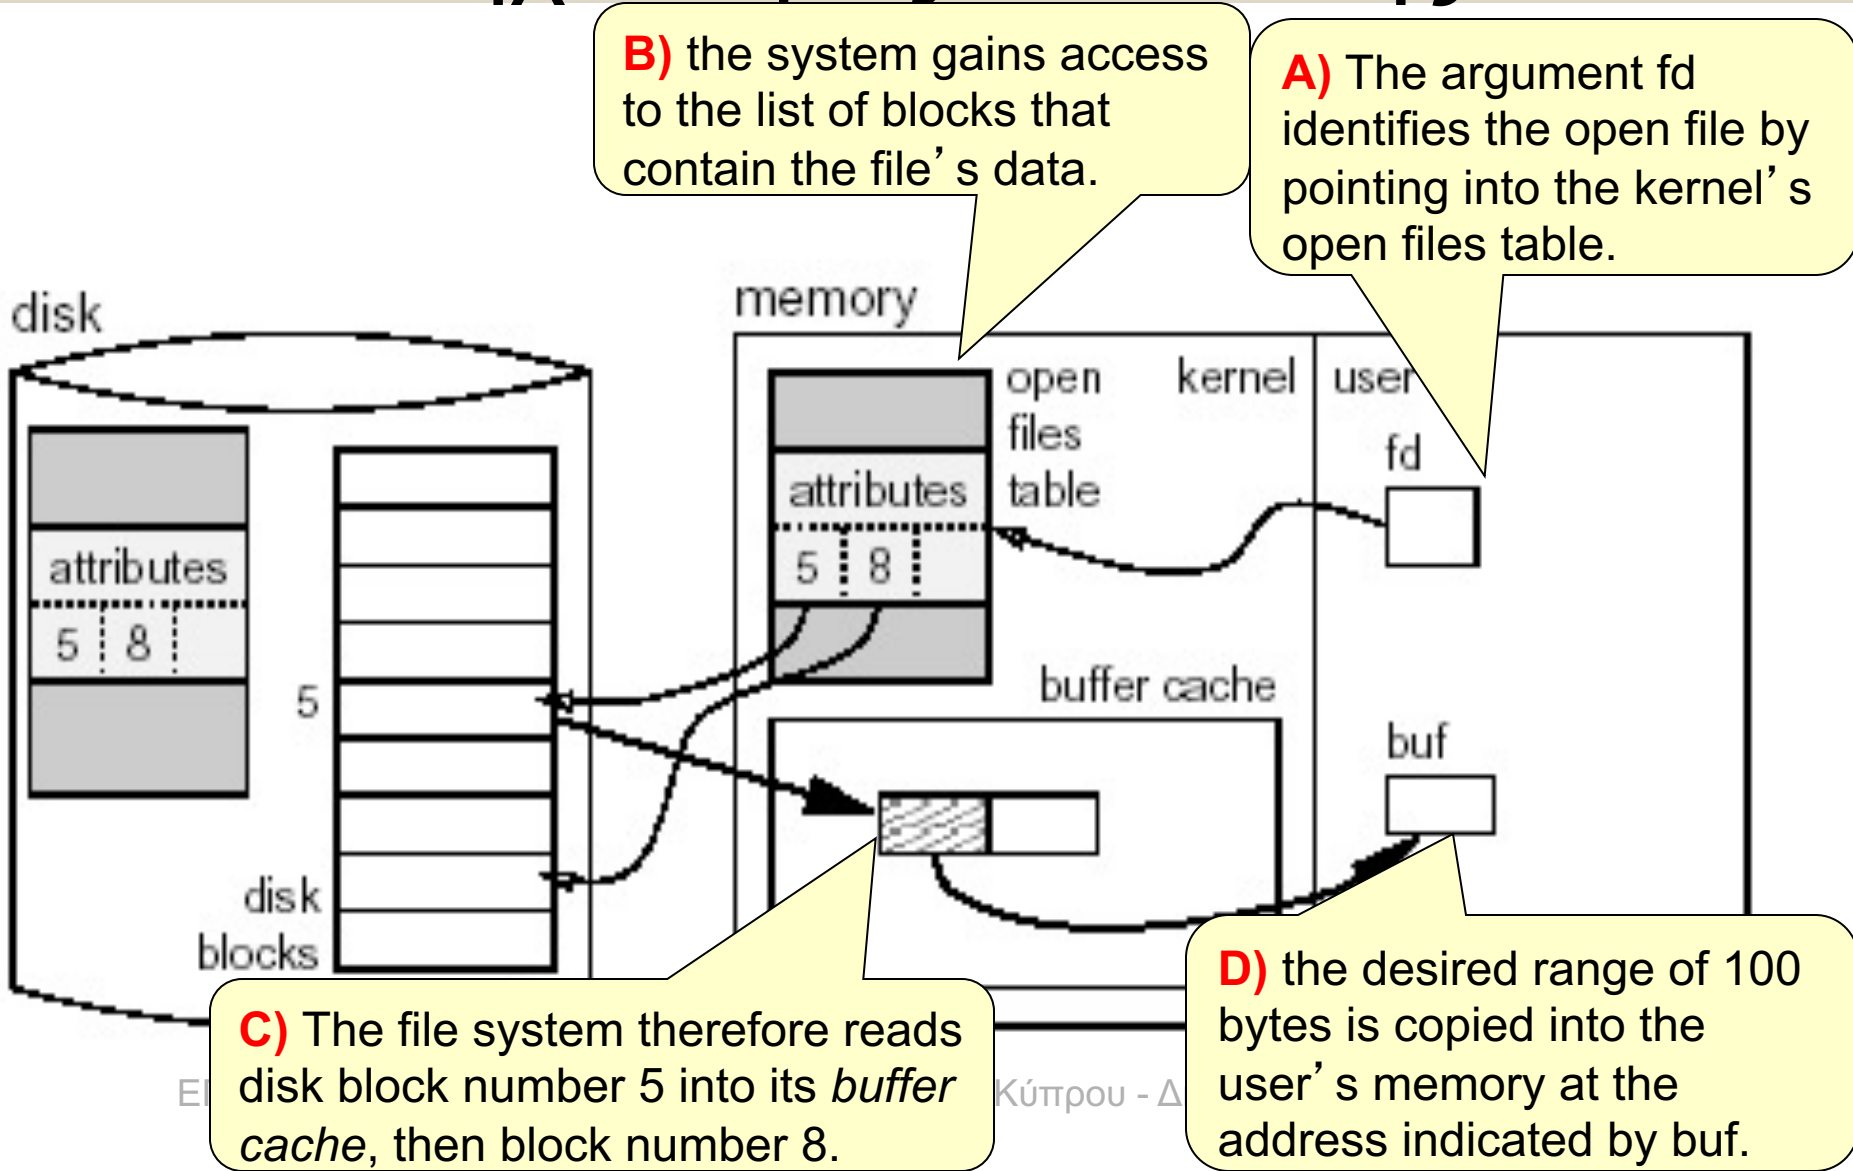 B) the system gains access
to the list of blocks that
contain the file’s data.
A) The argument fd
identifies the open file by
pointing into the kernel’s
open files table.
disk
memory
open
files
table
kernel
user
fd
attributes
5 8
attributes
5 8
5
buffer cache
buf
disk
blocks
C) The file system therefore reads
disk block number 5 into its buffer
cache, then block number 8.
D) the desired range of 100
bytes is copied into the
user’s memory at the
address indicated by buf.
Κύπρου -